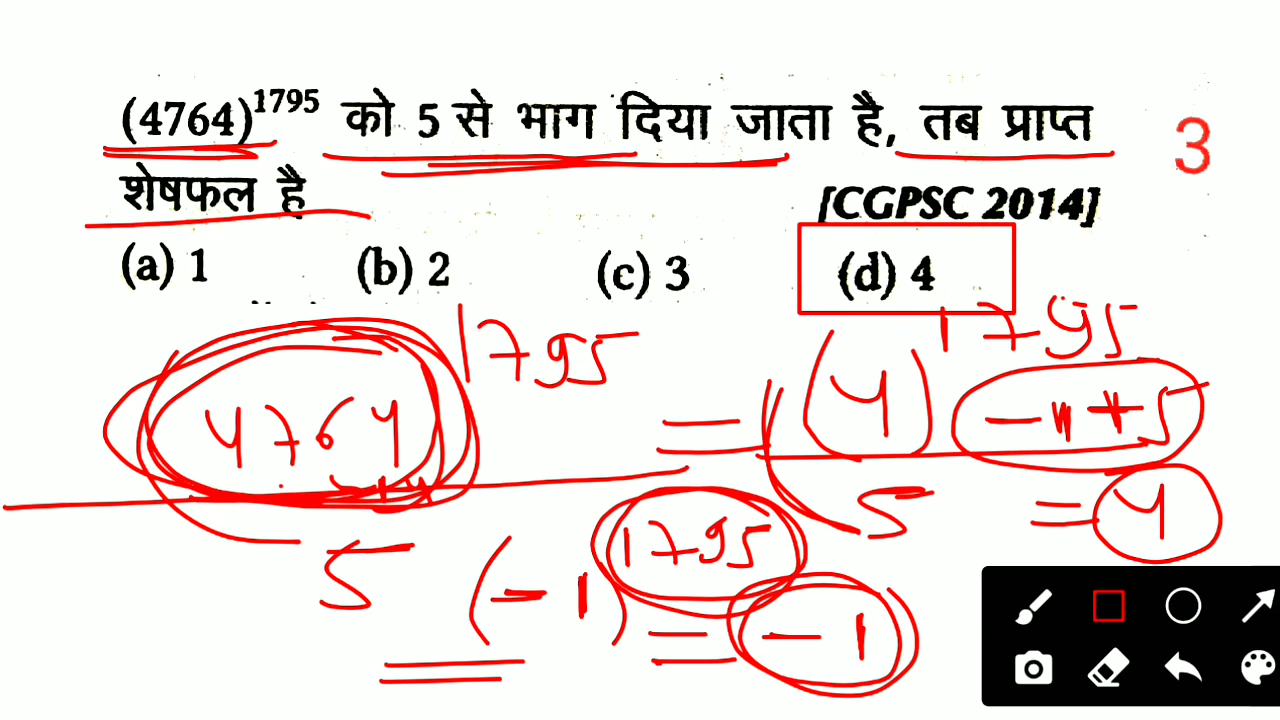 (4764)^1795 को 5 से भाग दिया जाता है, तब प्राप्त
3
शेषफल है
[CGPSC 2014]
(a) 1 (b) 2 (c) 3 (d) 4
4764 1795
5
= (4) 1795
5
-1+5
= 4
(-1) 1795 = -1